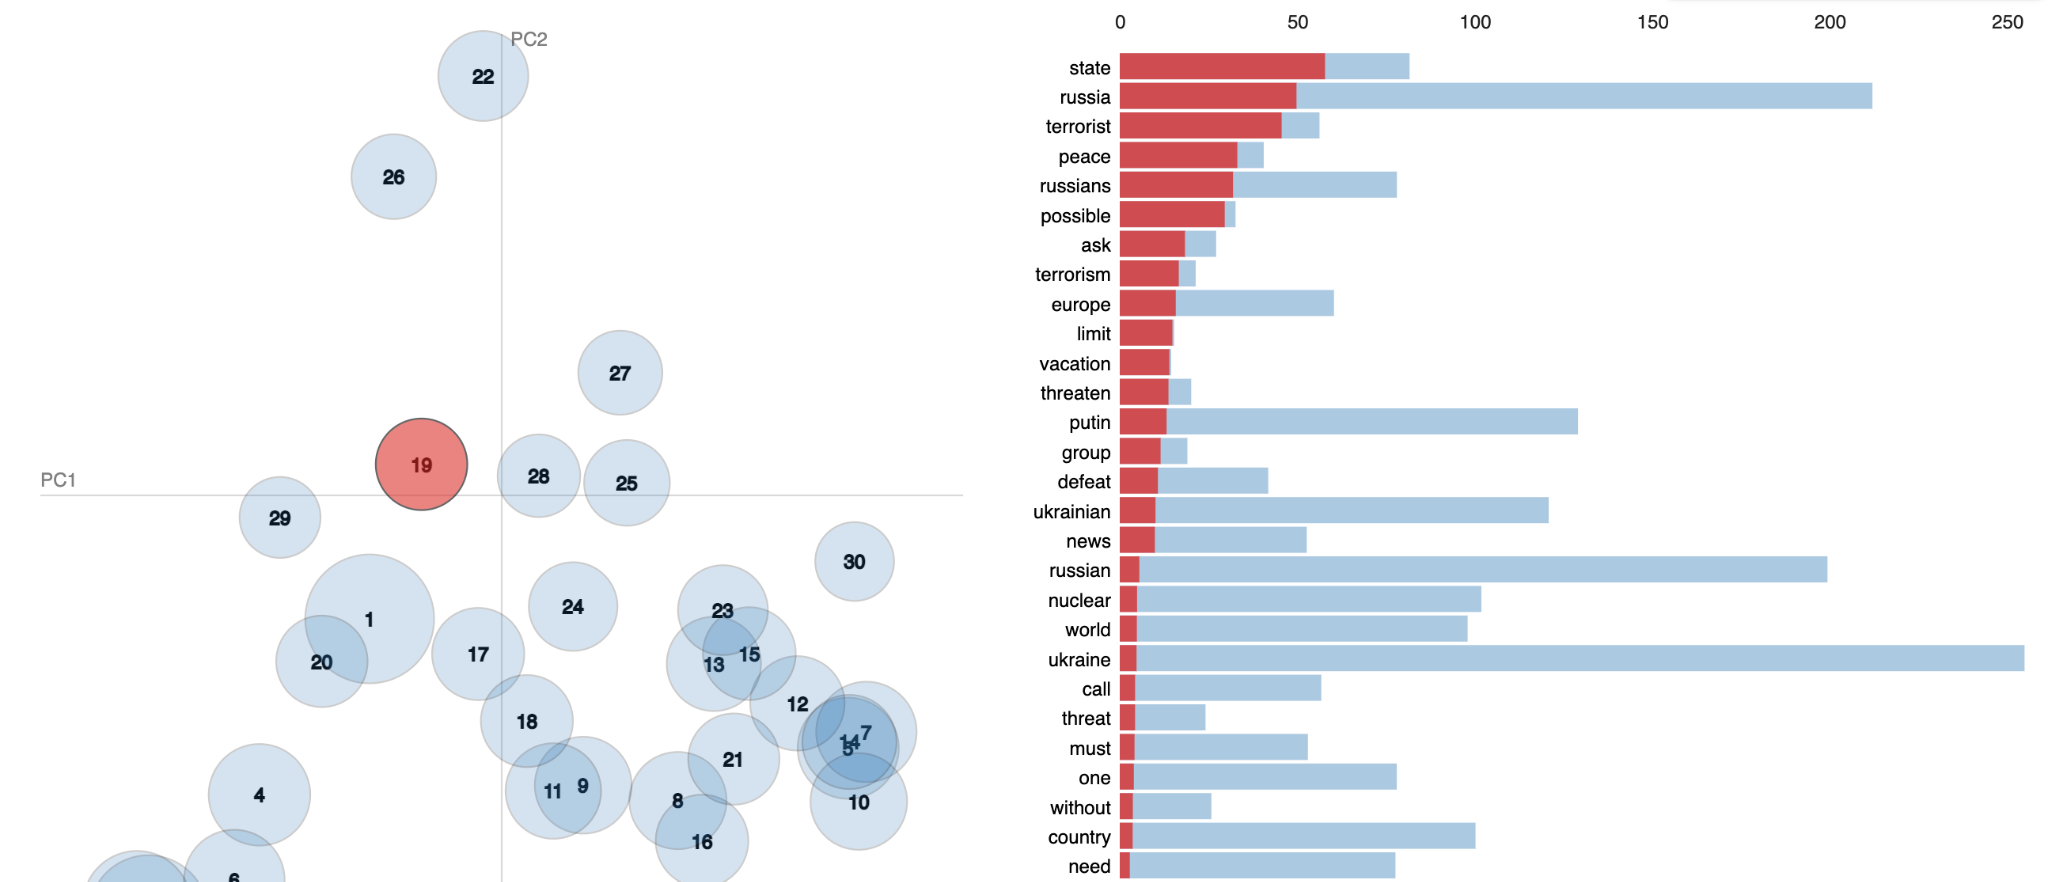 PC2
22
26
27
19
28
25
PC1
29
30
1
24
23
20
17
13
15
18
12
7
14
5
21
4
11
9
8
10
16
6
0 50 100 150 200 250
state
russia
terrorist
peace
russians
possible
ask
terrorism
europe
limit
vacation
threaten
putin
group
defeat
ukrainian
news
russian
nuclear
world
ukraine
call
threat
must
one
without
country
need